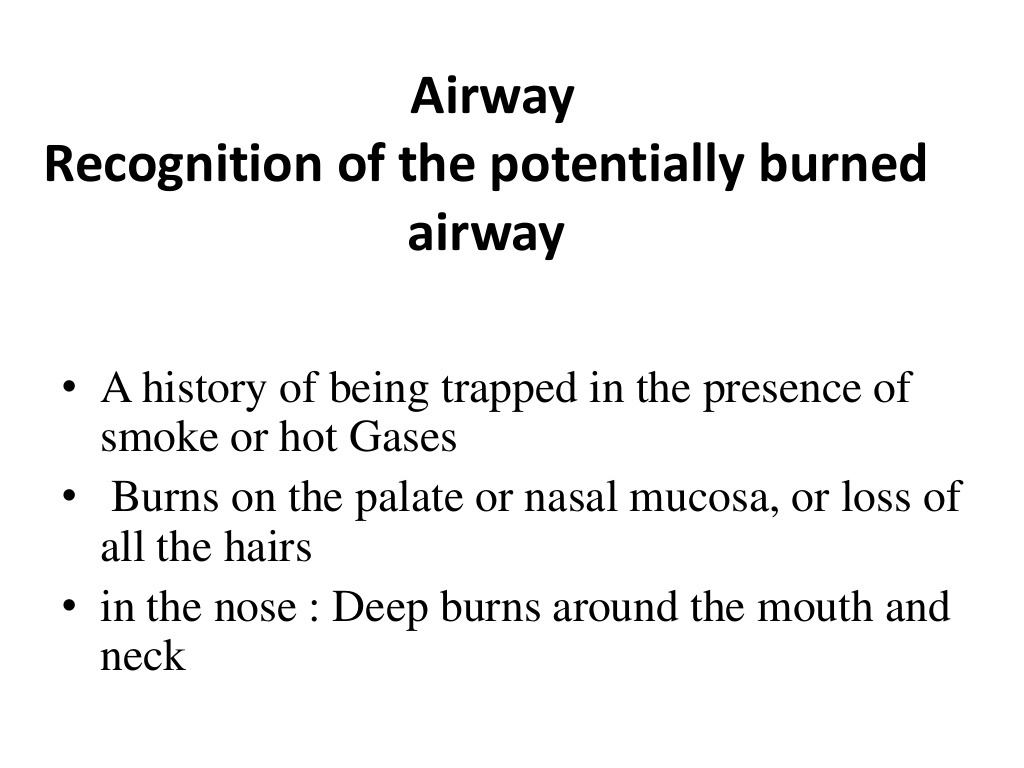 Airway
Recognition of the potentially burned
airway
• A history of being trapped in the presence of
smoke or hot Gases
• Burns on the palate or nasal mucosa, or loss of
all the hairs
• in the nose : Deep burns around the mouth and
neck